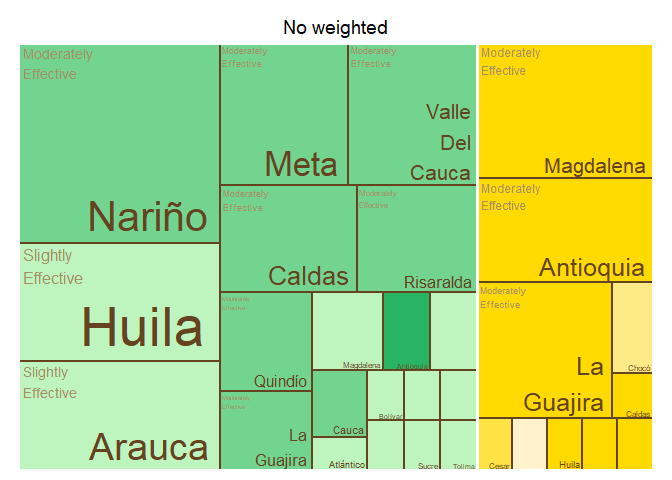 No weighted
Moderately
Effective
Nariño
Slightly
Effective
Huila
Slightly
Effective
Arauca
Moderately
Effective
Meta
Moderately
Effective
Valle
Del
Cauca
Moderately
Effective
Caldas
Moderately
Effective
Risaralda
Moderately
Effective
Quindío
Moderately
Effective
La
Guajira
Magdalena
Antioquia
Cauca
Atlántico
Bolívar
Sucre
Tolima
Moderately
Effective
Magdalena
Moderately
Effective
Antioquia
Moderately
Effective
La
Guajira
Chocó
Caldas
Cesar
Huila